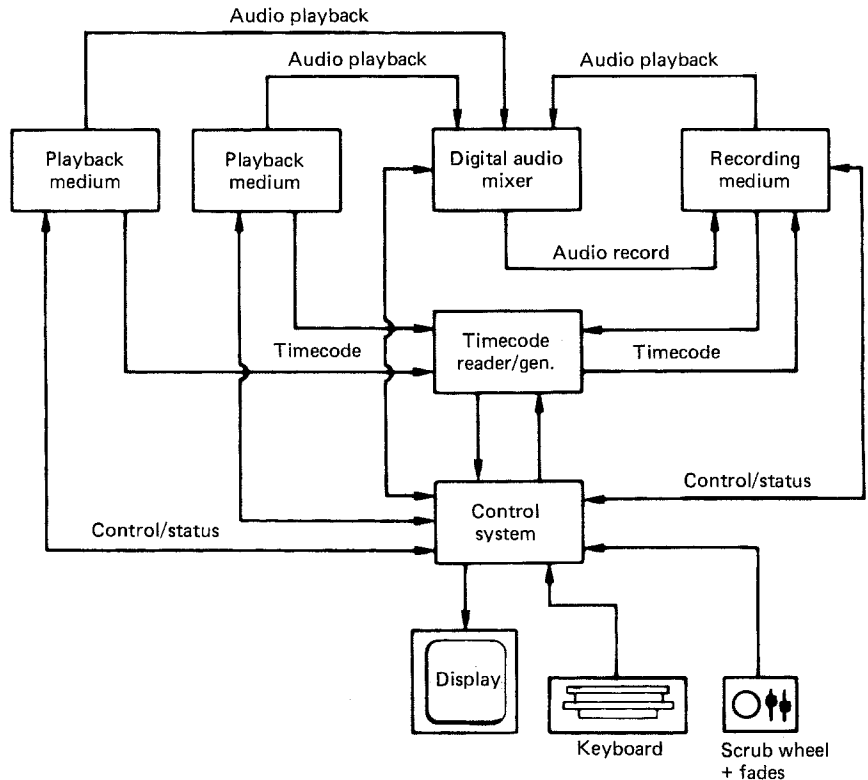 Audio playback
Audio playback
Audio playback
Playback
medium
Playback
medium
Digital audio
mixer
Recording
medium
Audio record
Timecode
Timecode
reader/gen.
Timecode
Control/status
Control
system
Control/status
Display
Keyboard
Scrub wheel
+ fades